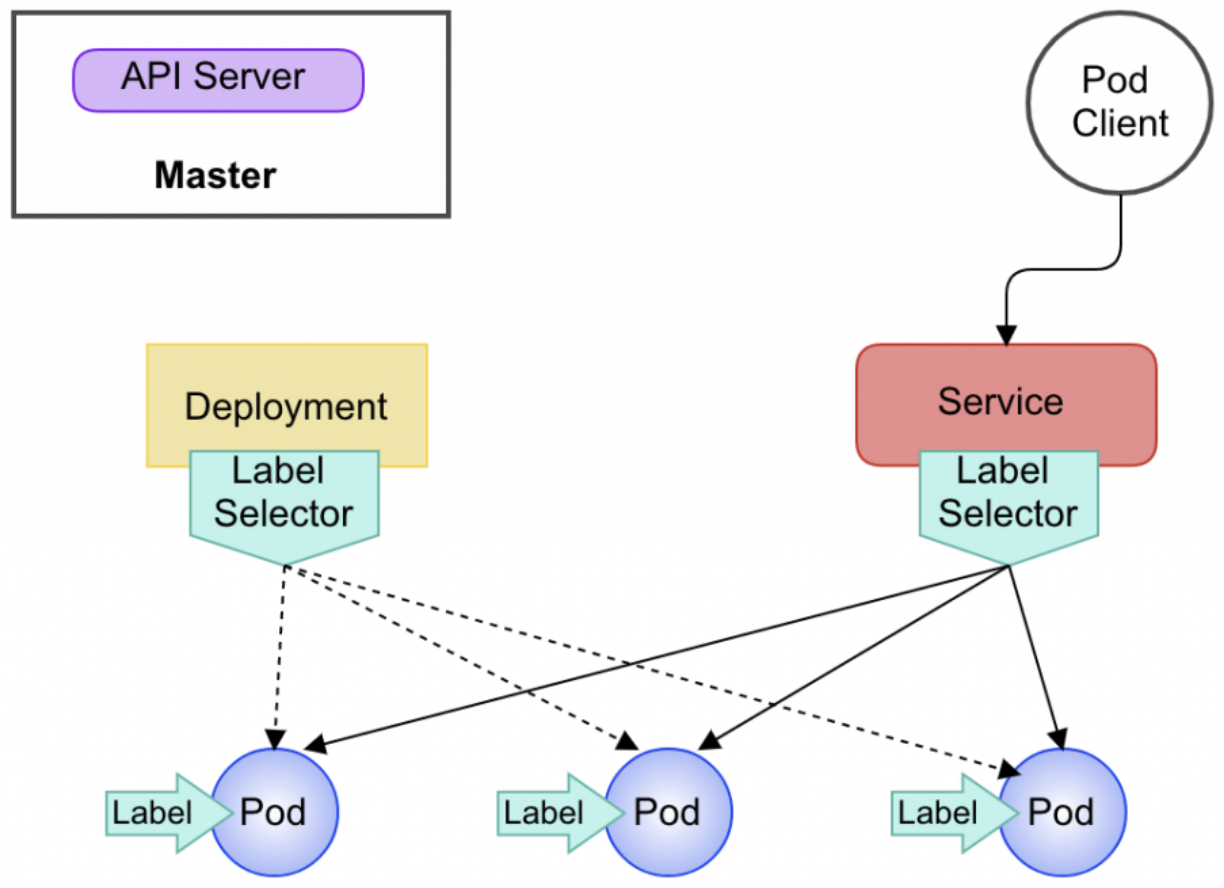 API Server
Master
Pod
Client
Deployment
Label
Selector
Service
Label
Selector
Label
Pod
Label
Pod
Label
Pod